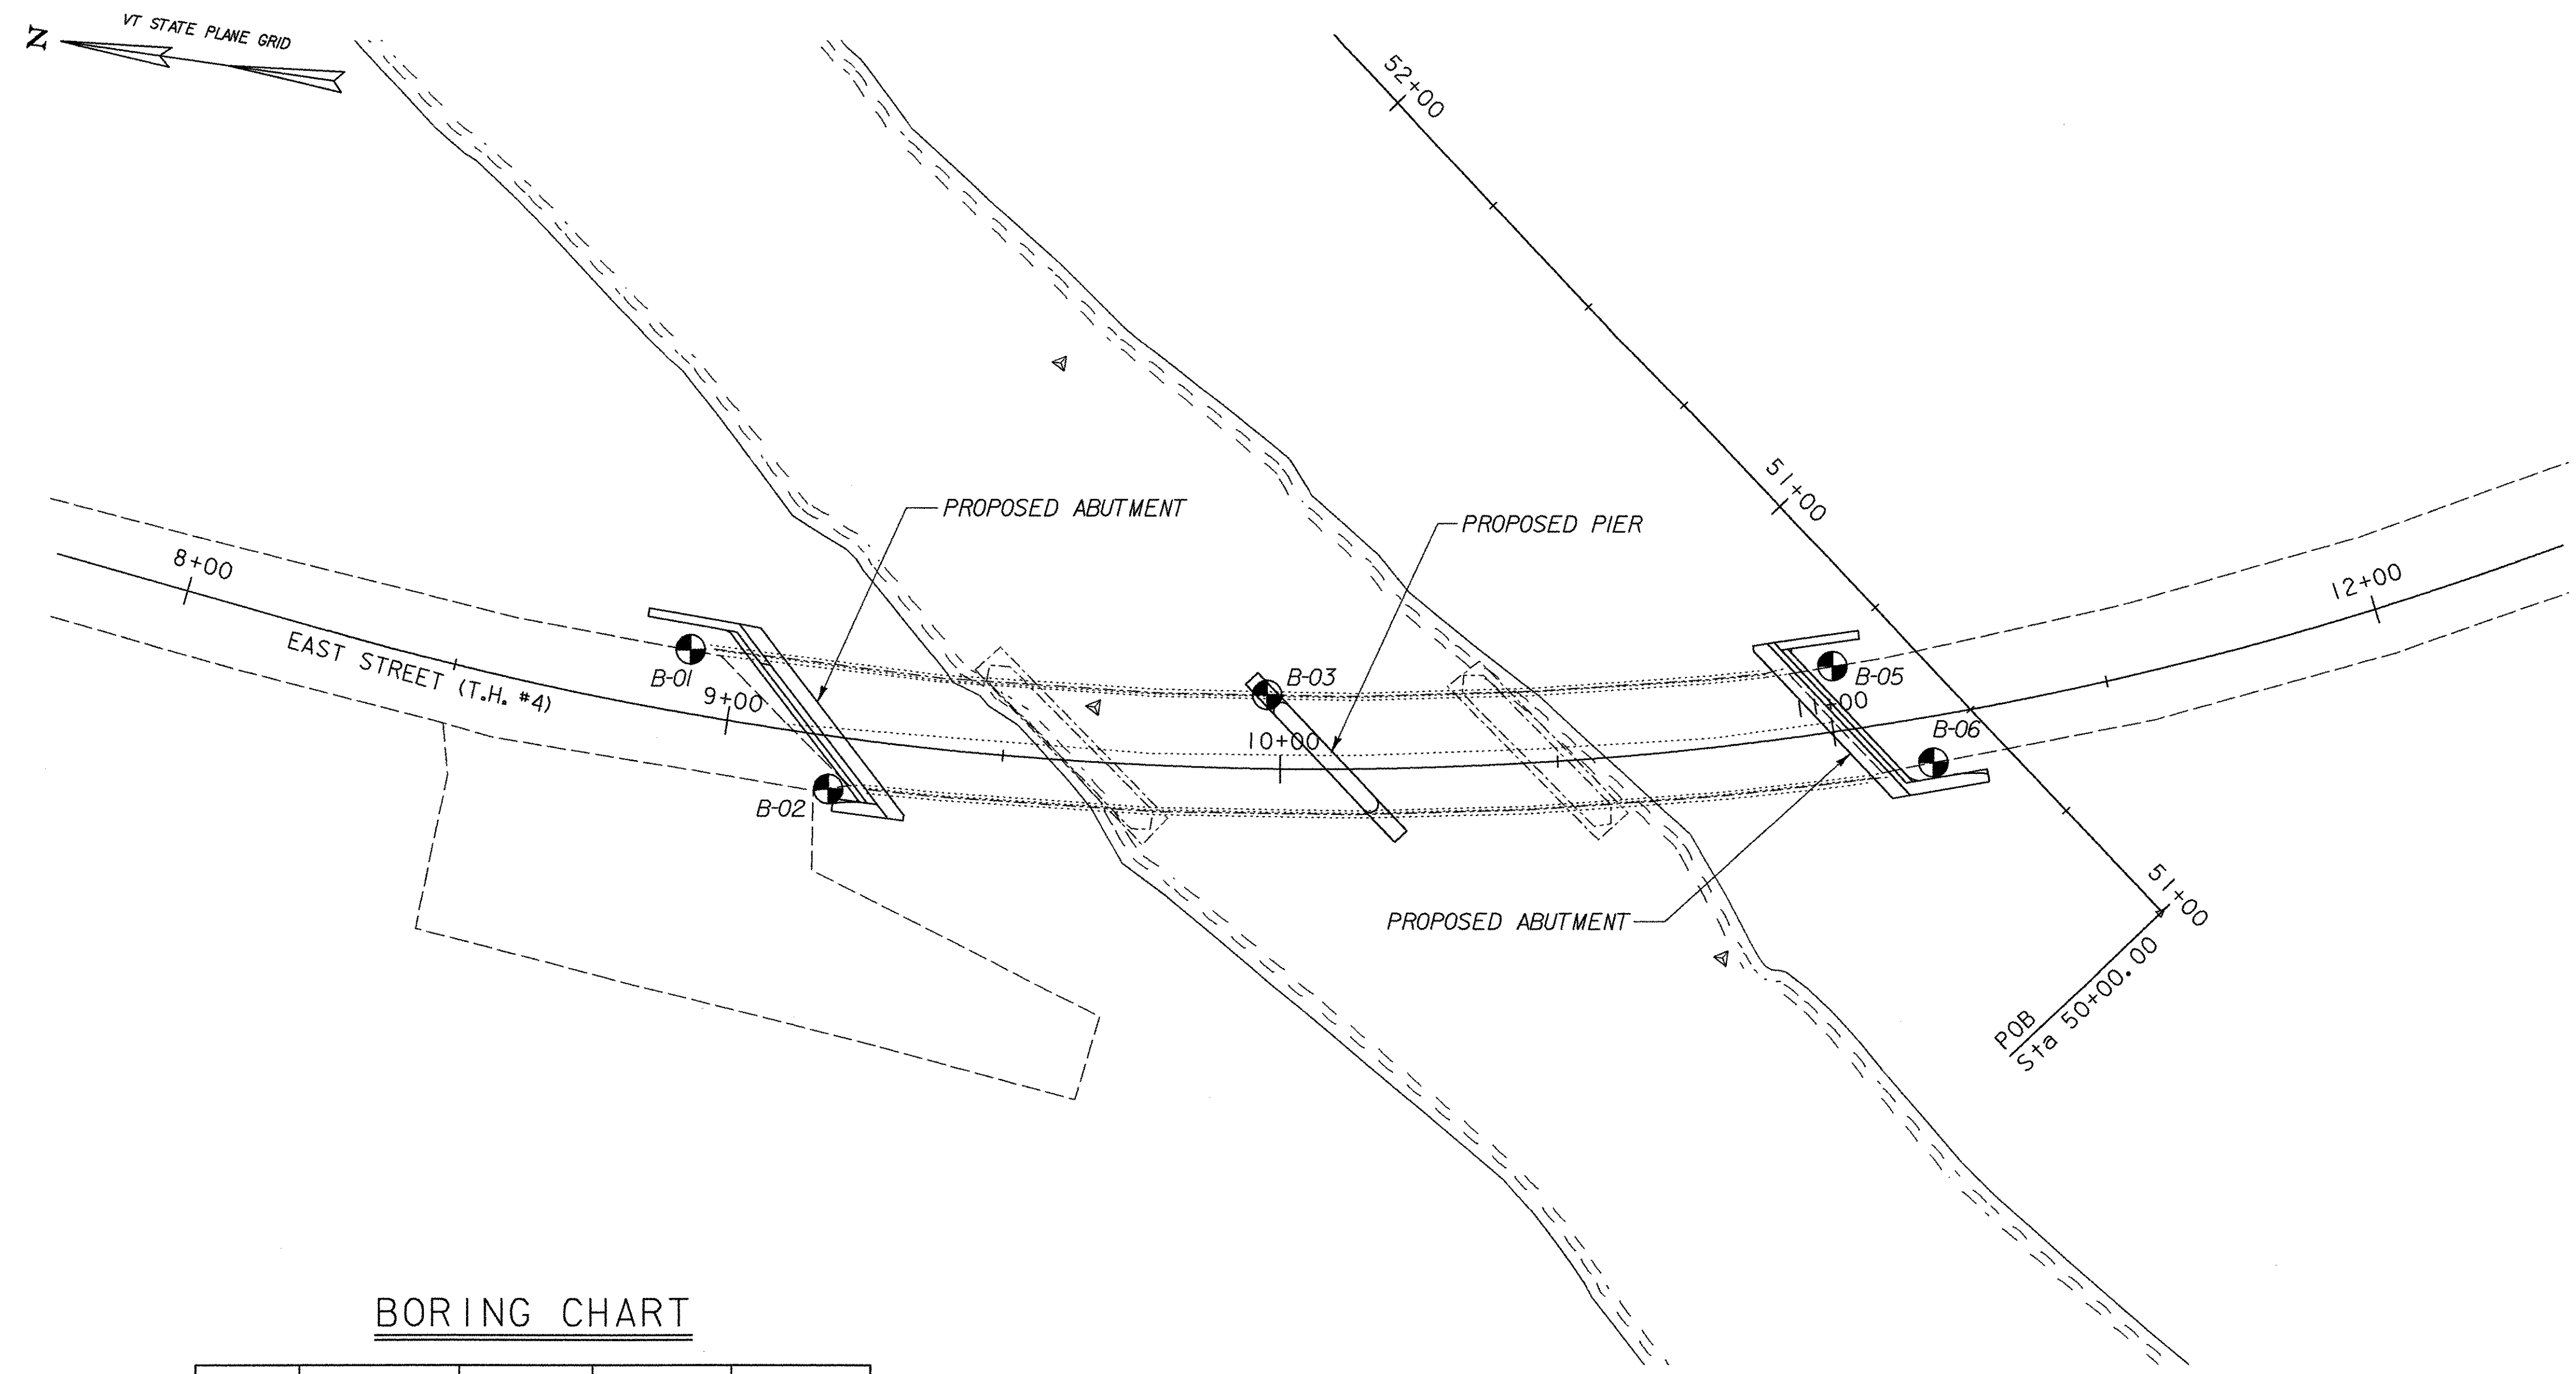 Z
VT STATE PLANE GRID
52+00
51+00
PROPOSED ABUTMENT
PROPOSED PIER
8+00
EAST STREET (T.H. #4)
B-01
9+00
B-02
B-03
10+00
B-05
11+00
B-06
12+00
PROPOSED ABUTMENT
51+00
POB
Sta 50+00.00
BORING CHART